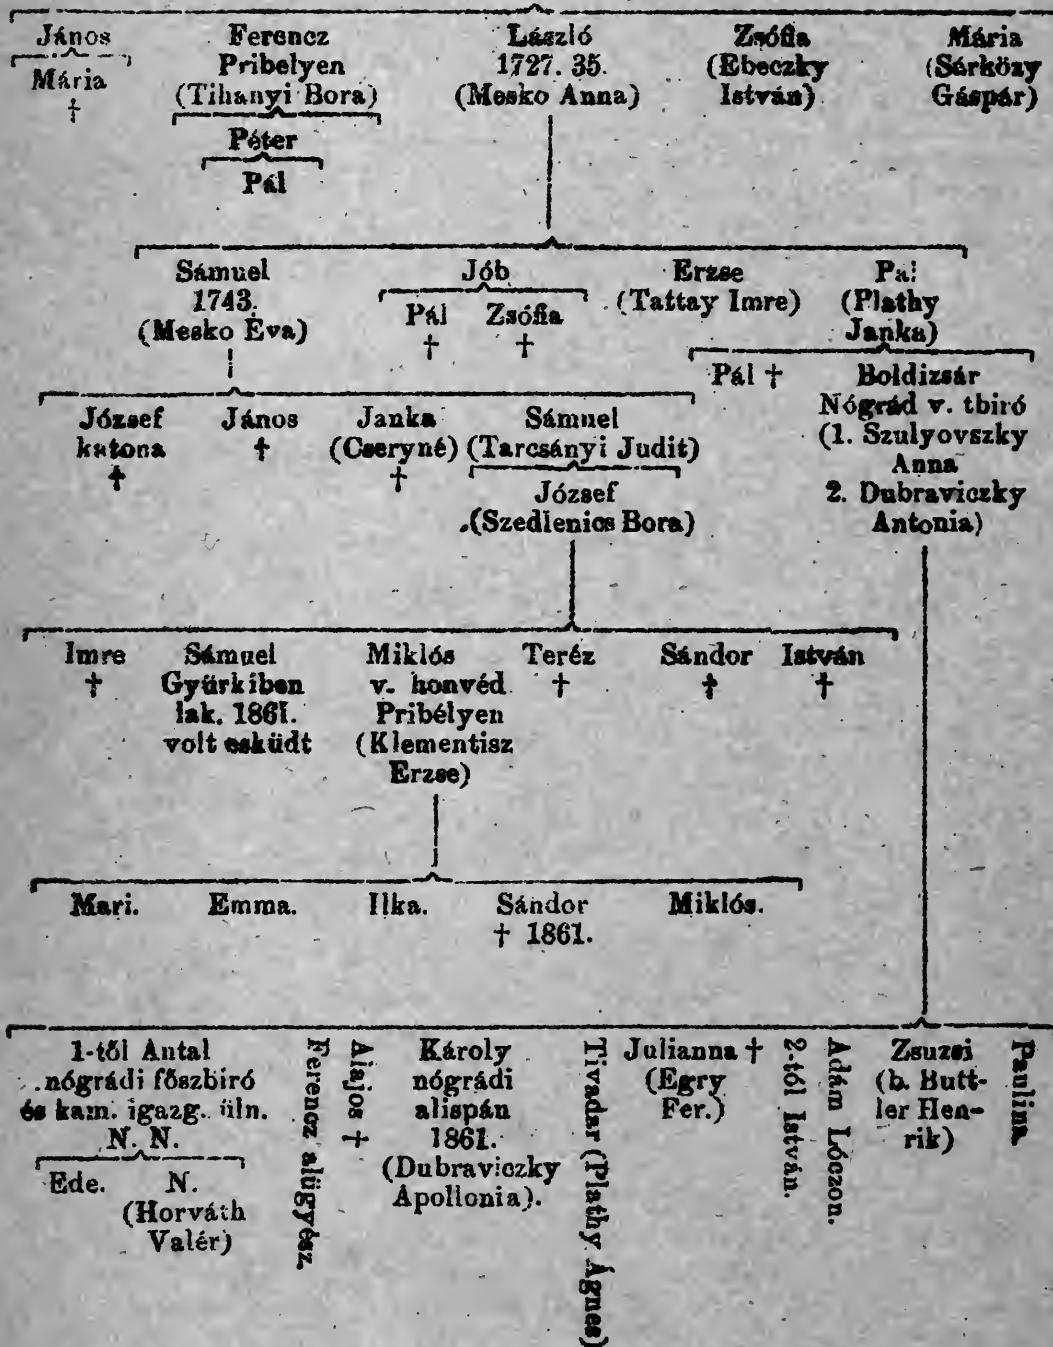 János
Mária
†
Ferencz
Pribelyen
(Tihanyi Bora)
Péter
Pál
László
1727. 35.
(Mesko Anna)
Zsófia
(Ebeczky
István)
Mária
(Sárközy
Gáspár)
Sámuel
1743.
(Mesko Éva)
Jób
Pál
†
Zsófia
†
Erzse
(Tattay Imre)
Pál
(Plathy
Janka)
Pál †
Boldizsár
Nógrád v. tbiró
(1. Szulyovszky
Anna
2. Dubraviczky
Antonia)
József
katona
†
János
†
Janka
(Cseryné)
†
Sámuel
(Tarcsányi Judit)
József
(Szedlenics Bora)
Imre
†
Sámuel
Gyürkiben
lak. 1861.
volt esküdt
Miklós
v. honvéd
Pribélyen
(Klementisz
Erzse)
Teréz
†
Sándor
†
István
†
Mari.
Emma.
Ilka.
Sándor
† 1861.
Miklós.
1-től Antal
nógrádi főszbiró
és kam. igazg. üln.
N. N.
Ede.
N.
(Horváth
Valér)
Ferencz alügyész
Alajos †
Károly
nógrádi
alispán
1861.
(Dubraviczky
Apollonia).
Tivadar (Plathy Ágnes)
Julianna †
(Egry
Fer.)
2-tól István.
Ádám Lóczon.
Zsuzsi
(b. Butt-
ler Hen-
rik)
Paulina